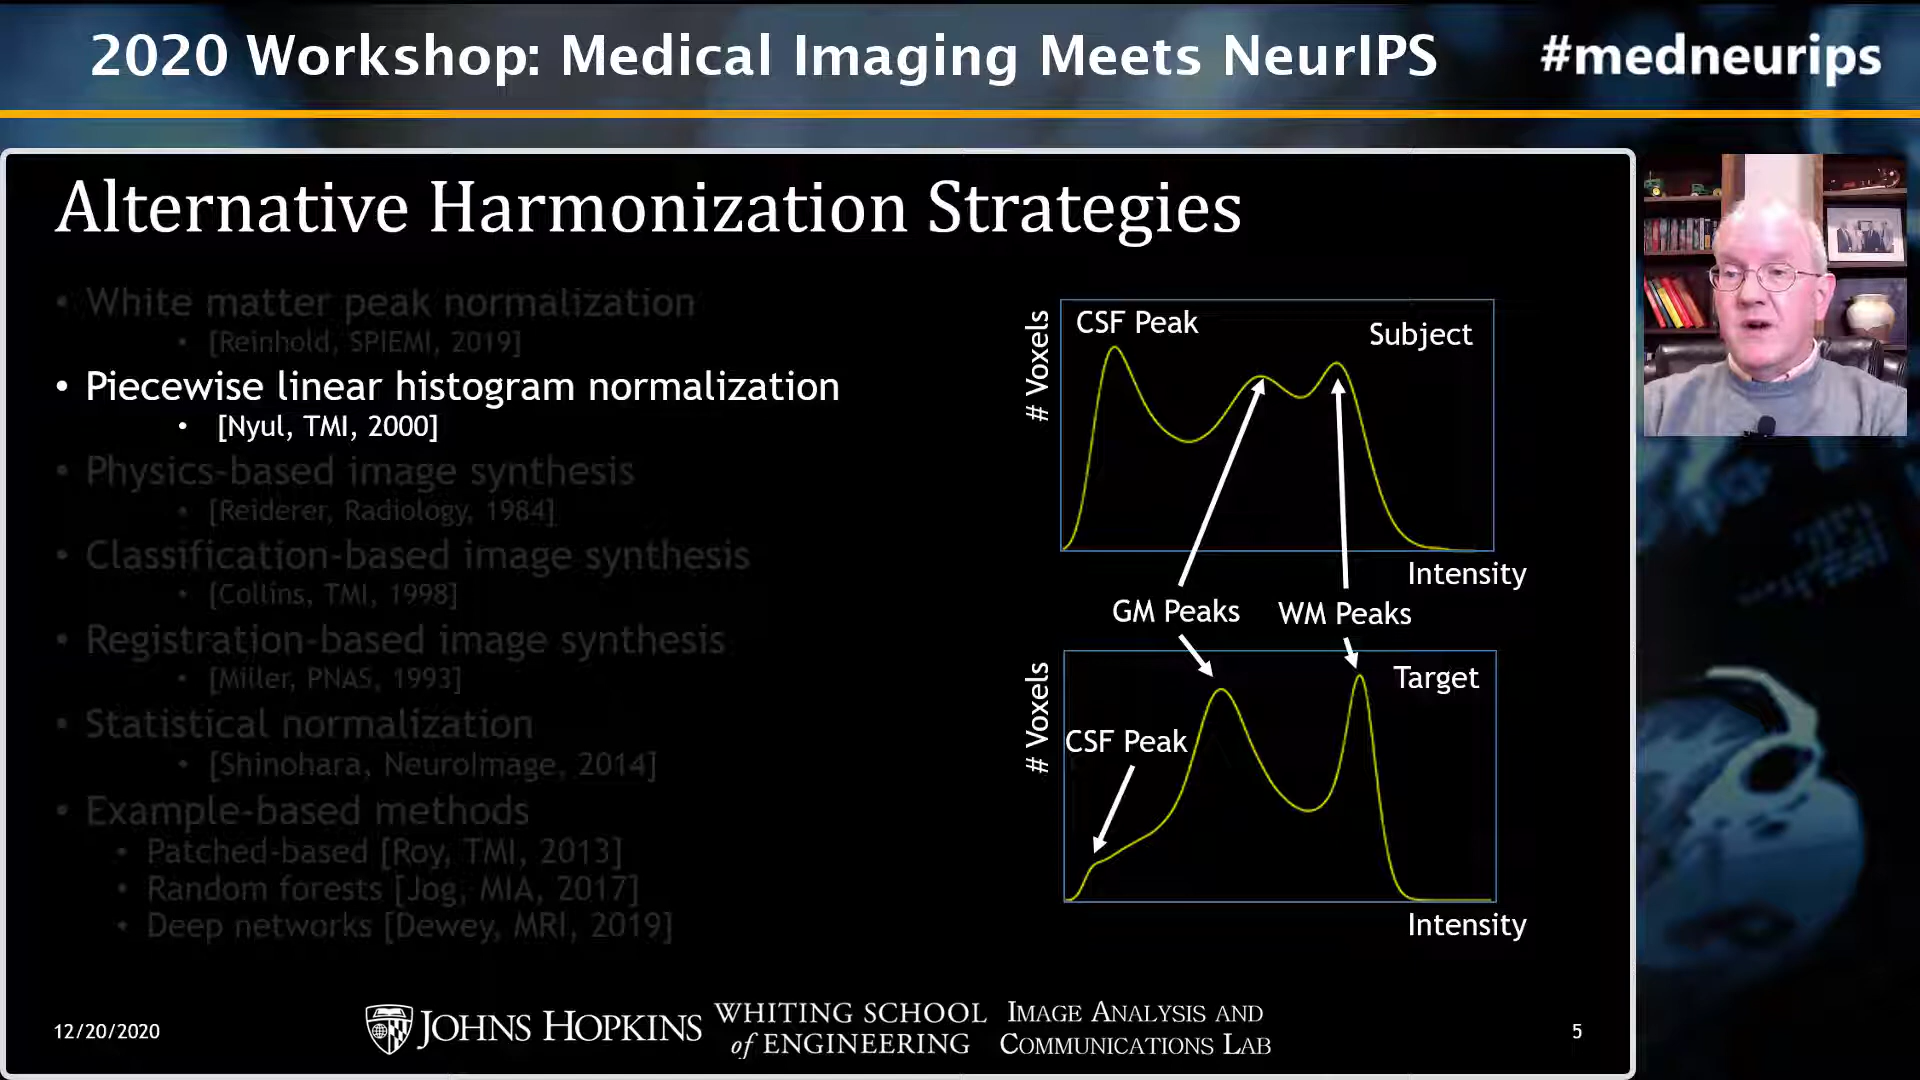 2020 Workshop: Medical Imaging Meets NeurIPS
#medneurips
Alternative Harmonization Strategies
• White matter peak normalization
• [Reinhold, SPIEMI, 2019]
• Piecewise linear histogram normalization
• [Nyul, TMI, 2000]
• Physics-based image synthesis
• [Reiderer, Radiology, 1984]
• Classification-based image synthesis
• [Collins, TMI, 1998]
• Registration-based image synthesis
• [Miller, PNAS, 1993]
• Statistical normalization
• [Shinohara, NeuroImage, 2014]
• Example-based methods
• Patched-based [Roy, TMI, 2013]
• Random forests [Jog, MIA, 2017]
• Deep networks [Dewey, MRI, 2019]
# Voxels
CSF Peak
Subject
Intensity
GM Peaks
WM Peaks
# Voxels
CSF Peak
Target
Intensity
12/20/2020
JOHNS HOPKINS
WHITING SCHOOL
of ENGINEERING
IMAGE ANALYSIS AND
COMMUNICATIONS LAB
5